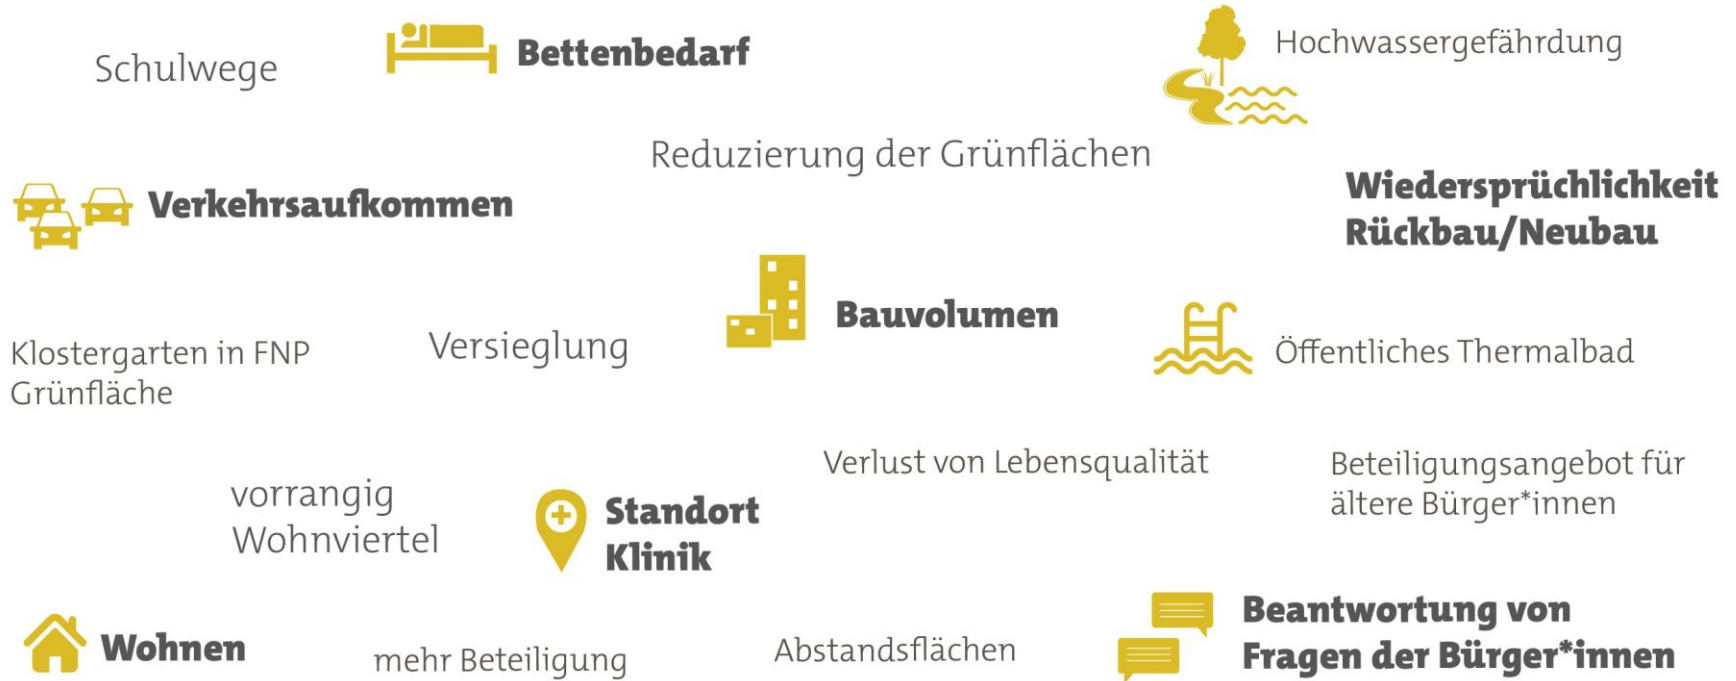 Schulwege
Bettenbedarf
Hochwassergefährdung
Reduzierung der Grünflächen
Verkehrsaufkommen
Wiedersprüchlichkeit
Rückbau/Neubau
Bauvolumen
Klostergarten in FNP
Grünfläche
Versieglung
Öffentliches Thermalbad
Verlust von Lebensqualität
Beteiligungsangebot für
ältere Bürger*innen
vorrangig
Wohnviertel
Standort
Klinik
Wohnen
mehr Beteiligung
Abstandsflächen
Beantwortung von
Fragen der Bürger*innen